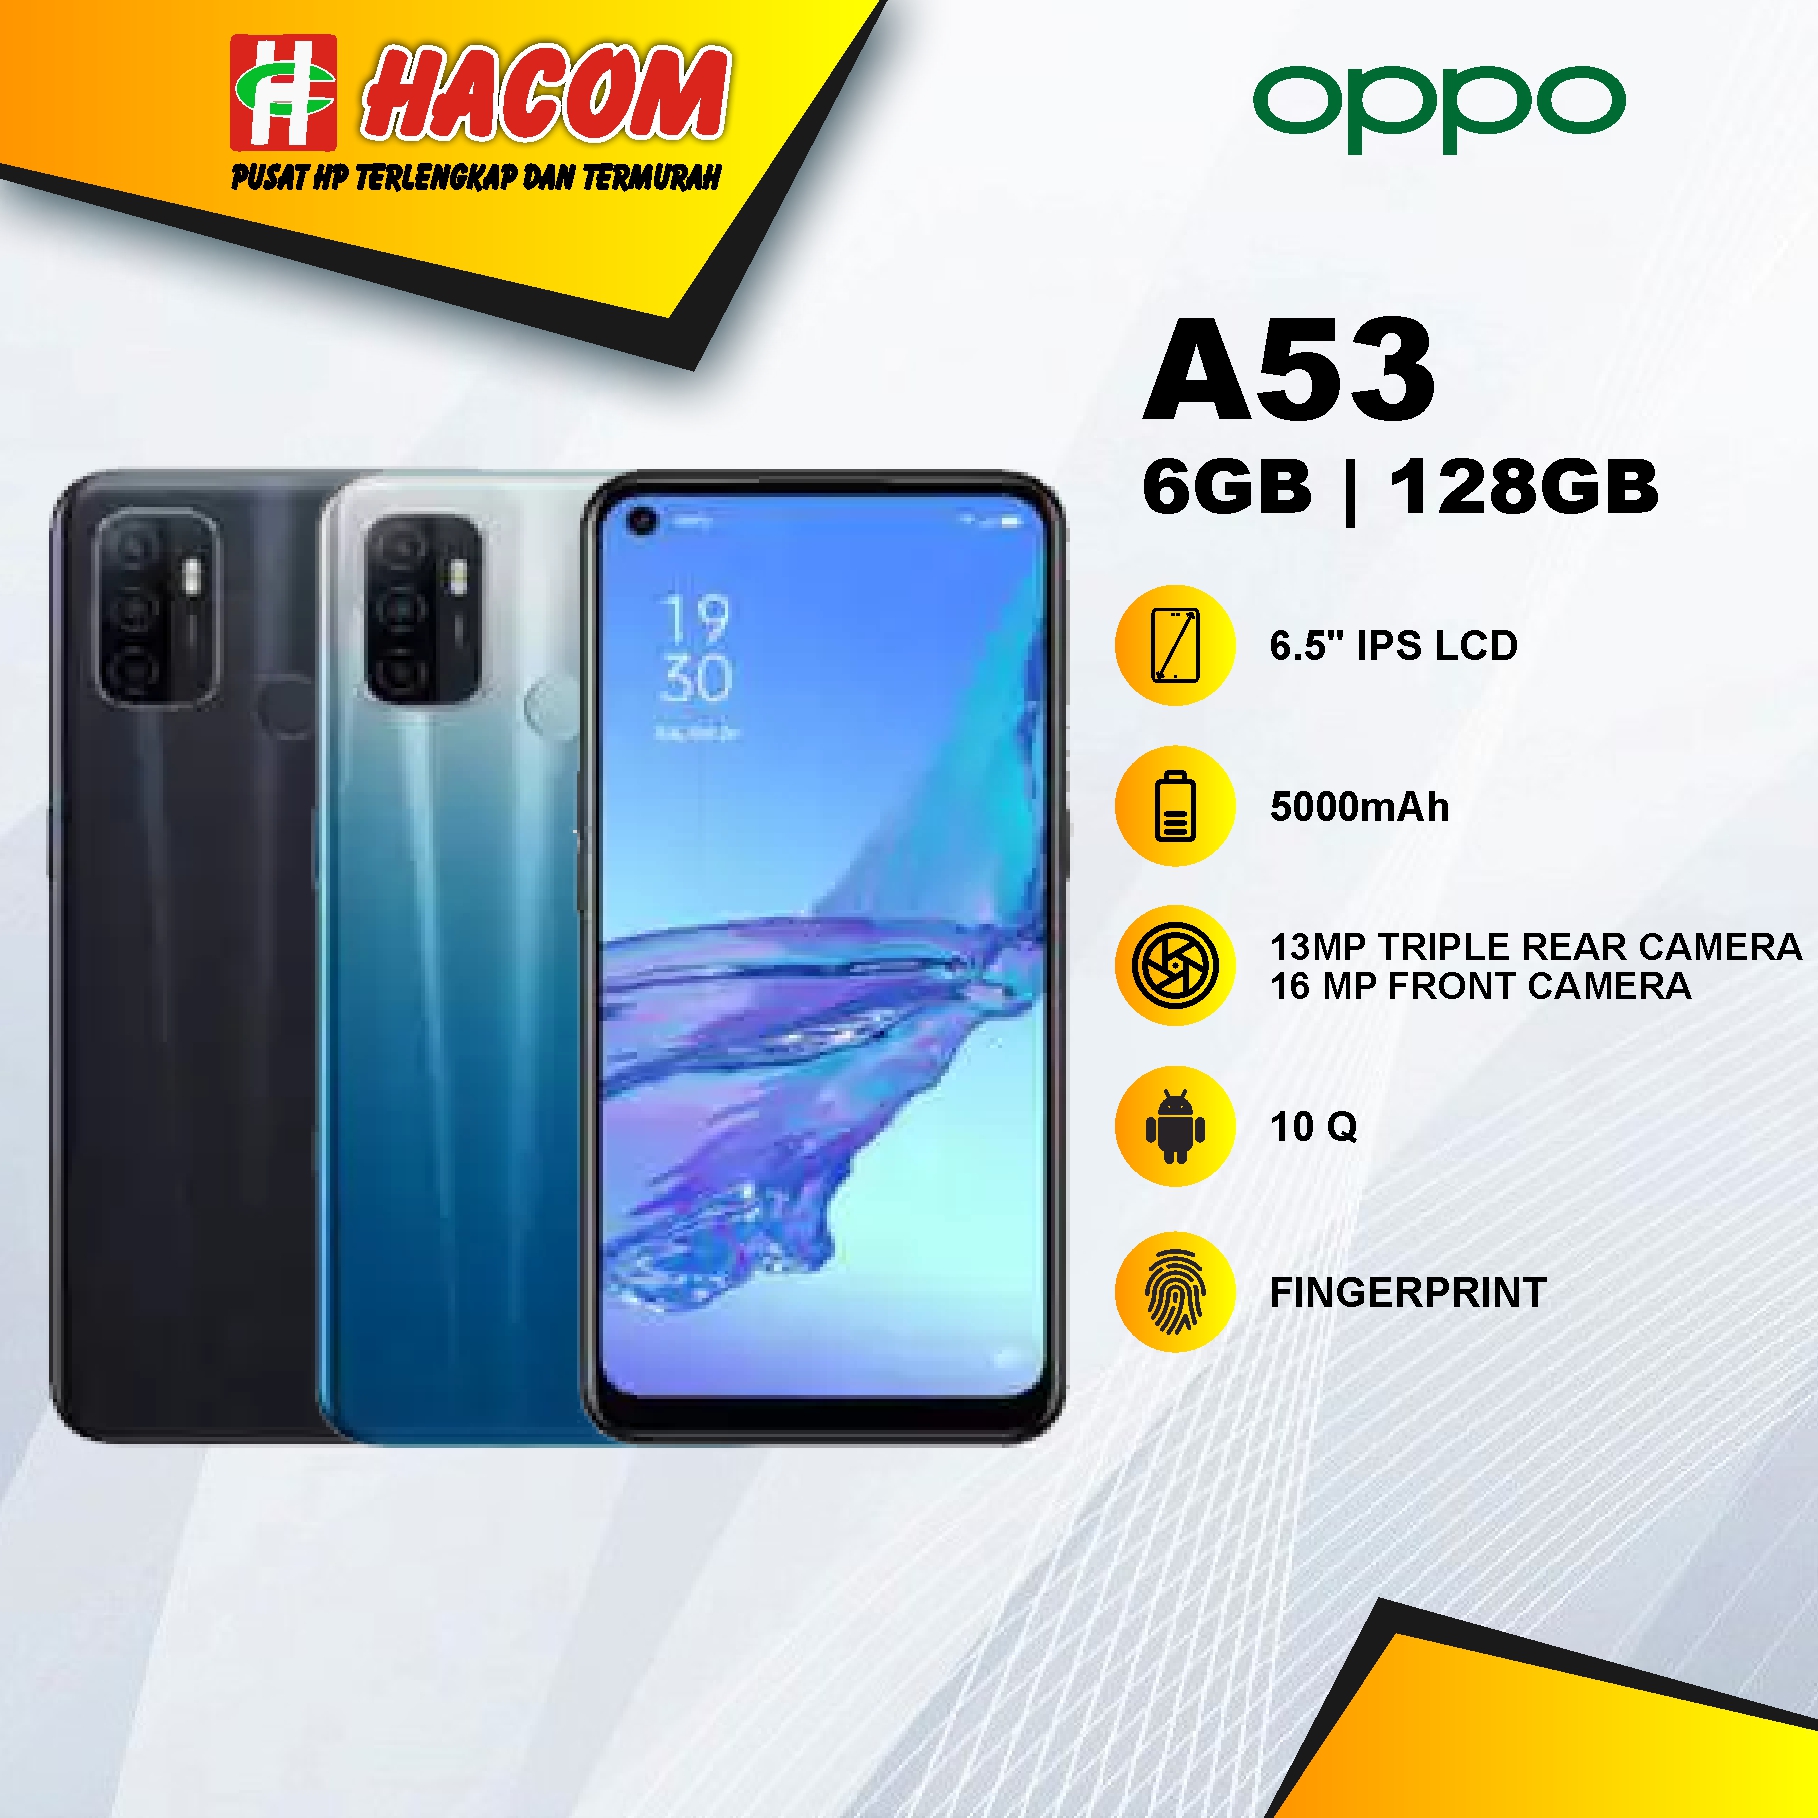 HACOM
PUSAT HP TERLENGKAP DAN TERMURAH
oppo
A53
6GB | 128GB
19
30
6.5" IPS LCD
5000mAh
13MP TRIPLE REAR CAMERA
16 MP FRONT CAMERA
10 Q
FINGERPRINT